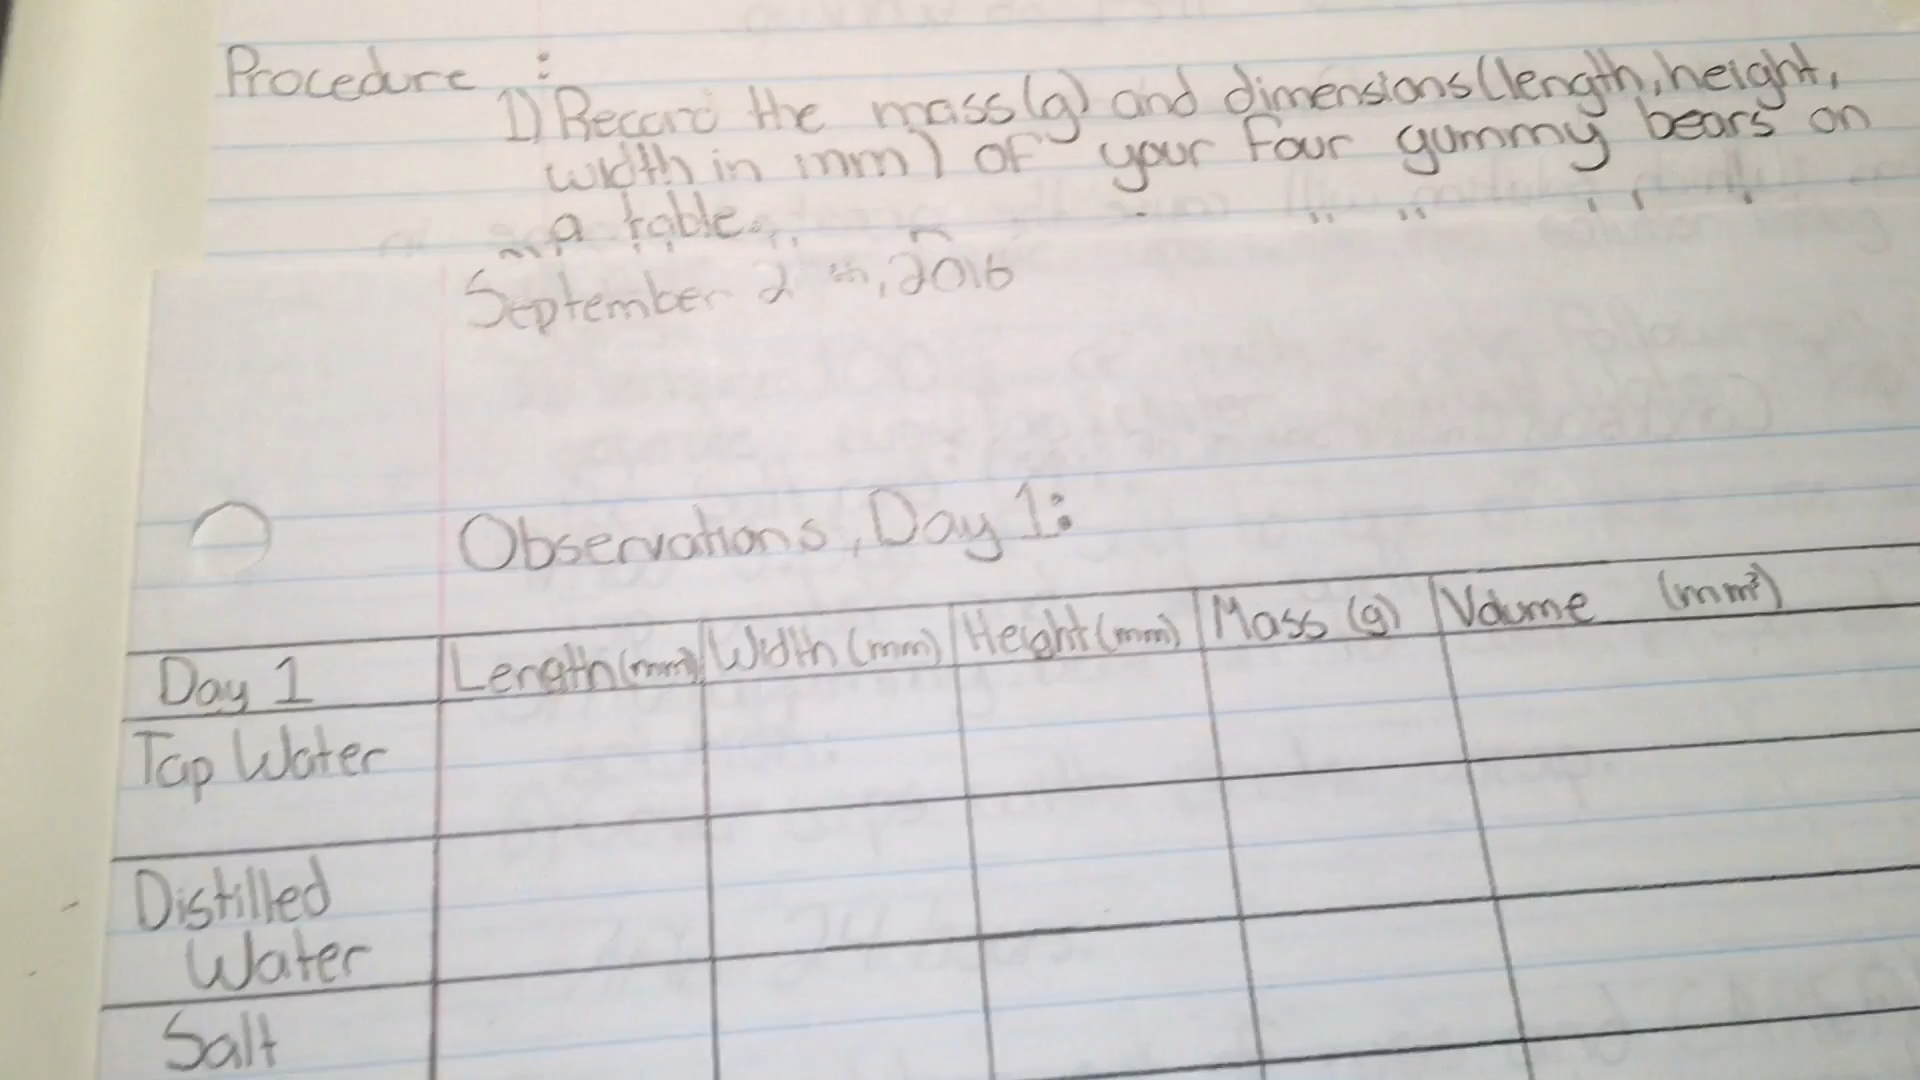 Procedure :
1) Record the mass (g) and dimensions (length, height,
width in mm) of your four gummy bears on
a table.
September 2 th, 2016
Observations, Day 1:
Day 1 Length (mm) Width (mm) Height (mm) Mass (g) Volume (mm³)
Tap Water
Distilled
Water
Salt